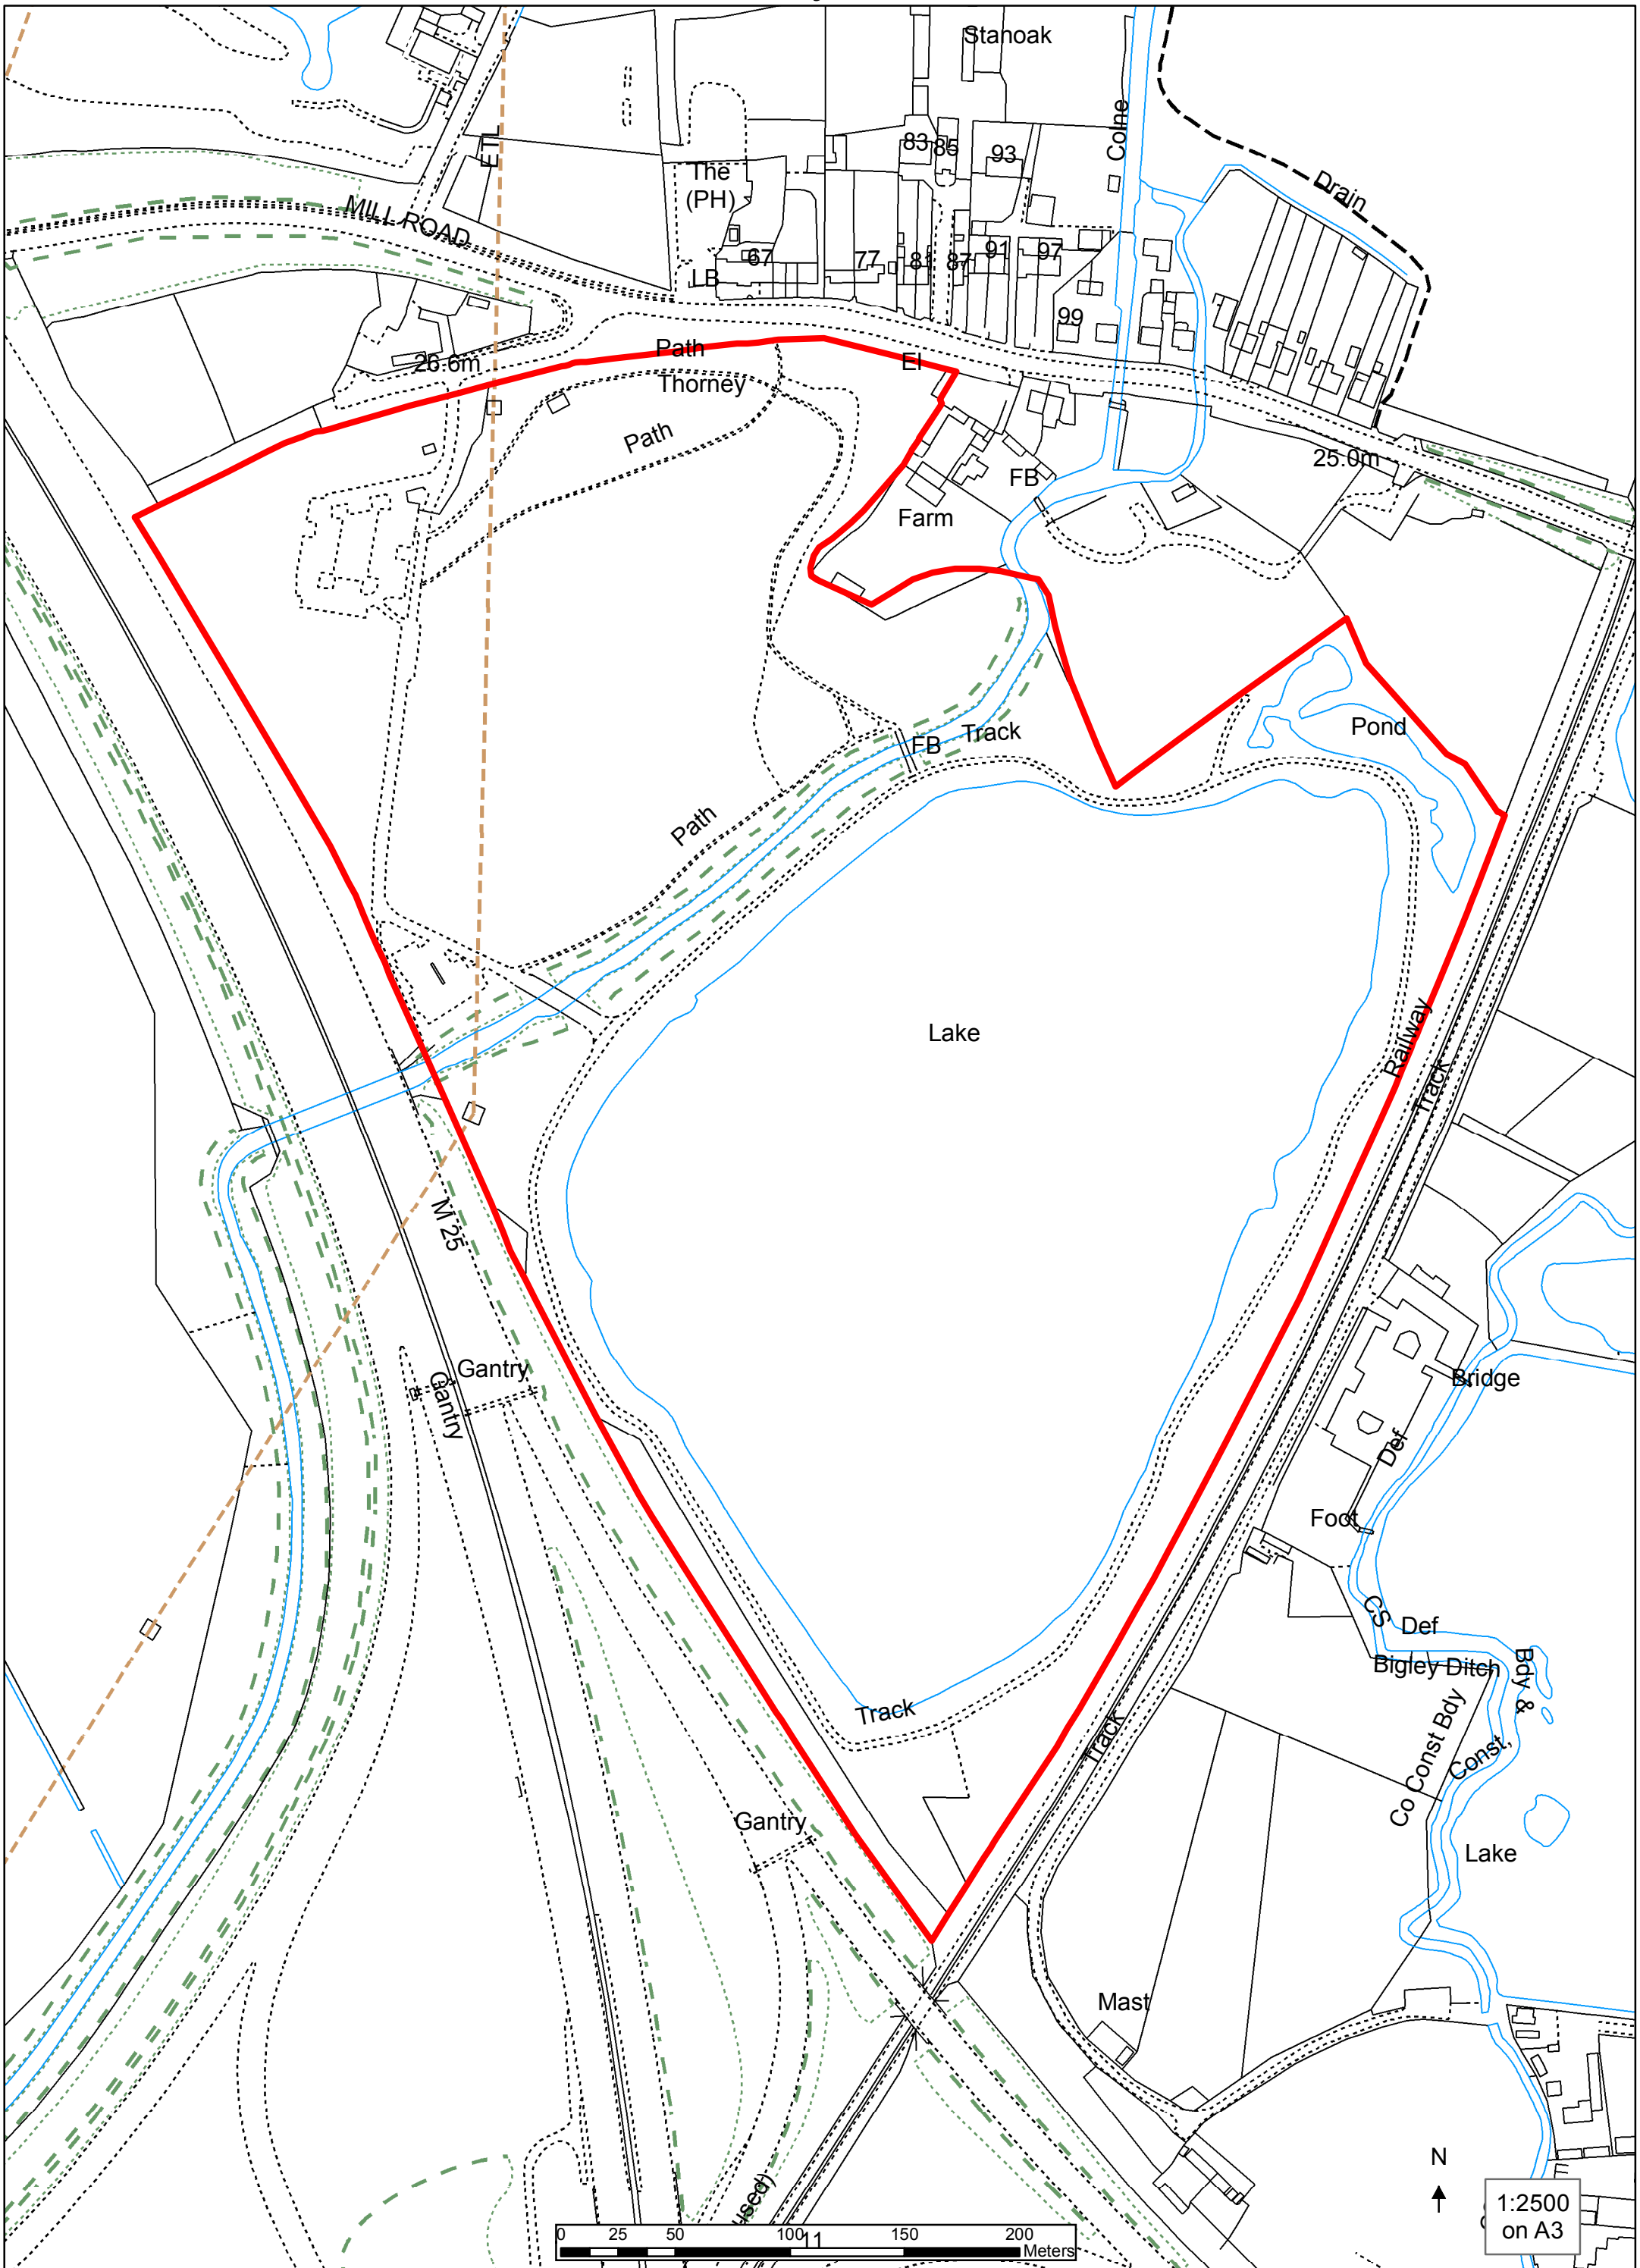 Stanoak
Colne
83
85
93
ETL
The
(PH)
Drain
MILL ROAD
67
77
81
87
91
97
LB
99
26.6m
Path
El
Thorney
Path
25.0m
FB
Farm
Pond
Track
FB
Path
Lake
Railway
Track
M 25
Gantry
Gantry
Bridge
Def
Foot
CS
Def
Bigley Ditch
Bdy &
Co Const Bdy
Const,
Track
Track
Gantry
Lake
Mast
N
used)
1:2500
on A3
0 25 50 100 150 200
Meters
11